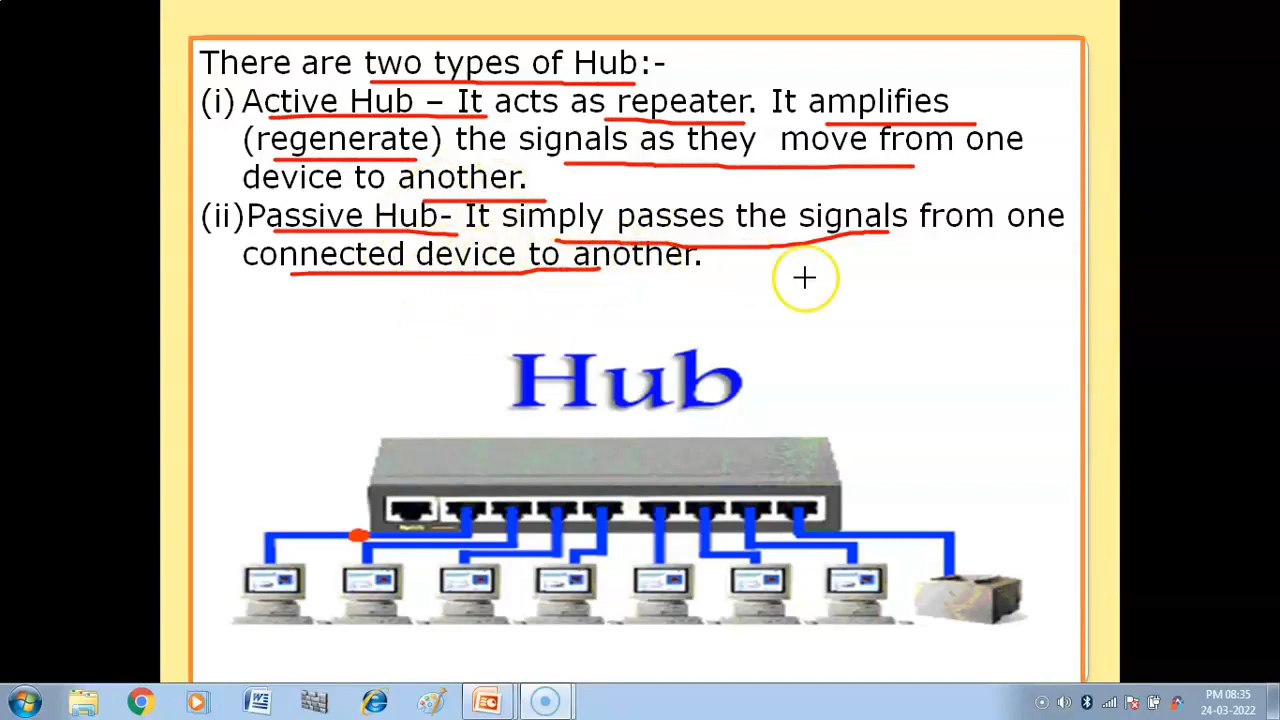 There are two types of Hub:-
(i) Active Hub – It acts as repeater. It amplifies
(regenerate) the signals as they move from one
device to another.
(ii)Passive Hub- It simply passes the signals from one
connected device to another.
Hub
PM 08:35
24-03-2022